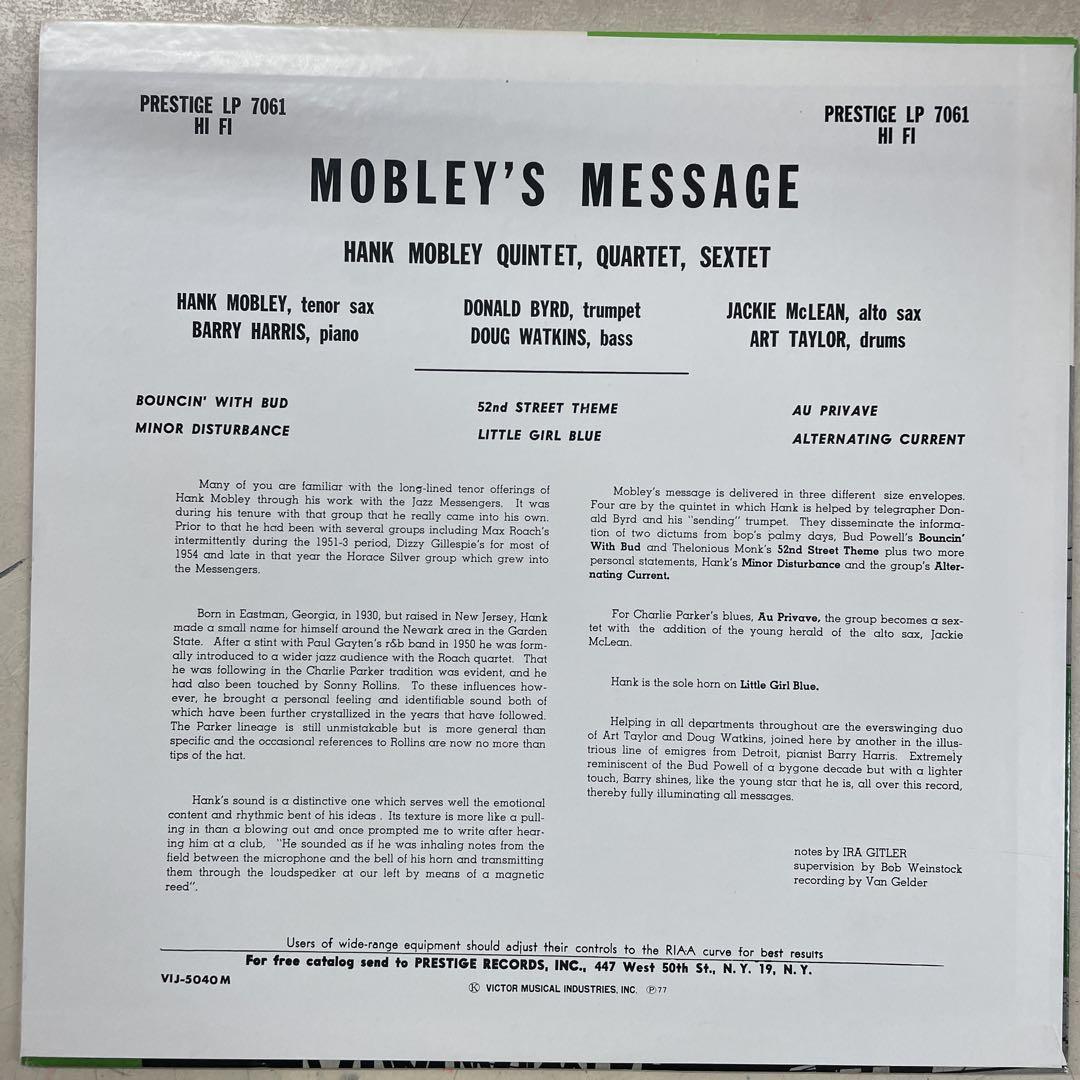 PRESTIGE LP 7061
HI FI
PRESTIGE LP 7061
HI FI
MOBLEY'S MESSAGE
HANK MOBLEY QUINTET, QUARTET, SEXTET
HANK MOBLEY, tenor sax
BARRY HARRIS, piano
DONALD BYRD, trumpet
DOUG WATKINS, bass
JACKIE McLEAN, alto sax
ART TAYLOR, drums
BOUNCIN' WITH BUD
MINOR DISTURBANCE
52nd STREET THEME
LITTLE GIRL BLUE
AU PRIVAVE
ALTERNATING CURRENT
Many of you are familiar with the long-lined tenor offerings of
Hank Mobley through his work with the Jazz Messengers. It was
during his tenure with that group that he really came into his own.
Prior to that he had been with several groups including Max Roach's
intermittently during the 1951-3 period, Dizzy Gillespie's for most of
1954 and late in that year the Horace Silver group which grew into
the Messengers.
Born in Eastman, Georgia, in 1930, but raised in New Jersey, Hank
made a small name for himself around the Newark area in the Garden
State. After a stint with Paul Gayten's r&b band in 1950 he was form-
ally introduced to a wider jazz audience with the Roach quartet. That
he was following in the Charlie Parker tradition was evident, and he
had also been touched by Sonny Rollins. To these influences how-
ever, he brought a personal feeling and identifiable sound both of
which have been further crystallized in the years that have followed.
The Parker lineage is still unmistakable but is more general than
specific and the occasional references to Rollins are now no more than
tips of the hat.
Hank's sound is a distinctive one which serves well the emotional
content and rhythmic bent of his ideas . Its texture is more like a pull-
ing in than a blowing out and once prompted me to write after hear-
ing him at a club, "He sounded as if he was inhaling notes from the
field between the microphone and the bell of his horn and transmitting
them through the loudspeaker at our left by means of a magnetic
reed".
Mobley's message is delivered in three different size envelopes.
Four are by the quintet in which Hank is helped by telegrapher Don-
ald Byrd and his "sending" trumpet. They disseminate the informa-
tion of two dictums from bop's palmy days, Bud Powell's Bouncin'
With Bud and Thelonious Monk's 52nd Street Theme plus two more
personal statements, Hank's Minor Disturbance and the group's Alter-
nating Current.
For Charlie Parker's blues, Au Privave, the group becomes a sex-
tet with the addition of the young herald of the alto sax, Jackie
McLean.
Hank is the sole horn on Little Girl Blue.
Helping in all departments throughout are the everswinging duo
of Art Taylor and Doug Watkins, joined here by another in the illus-
trious line of emigres from Detroit, pianist Barry Harris. Extremely
reminiscent of the Bud Powell of a bygone decade but with a lighter
touch, Barry shines, like the young star that he is, all over this record,
thereby fully illuminating all messages.
notes by IRA GITLER
supervision by Bob Weinstock
recording by Van Gelder
Users of wide-range equipment should adjust their controls to the RIAA curve for best results
For free catalog send to PRESTIGE RECORDS, INC., 447 West 50th St., N. Y. 19, N. Y.
VIJ-5040M
Ⓚ VICTOR MUSICAL INDUSTRIES, INC. ℗77